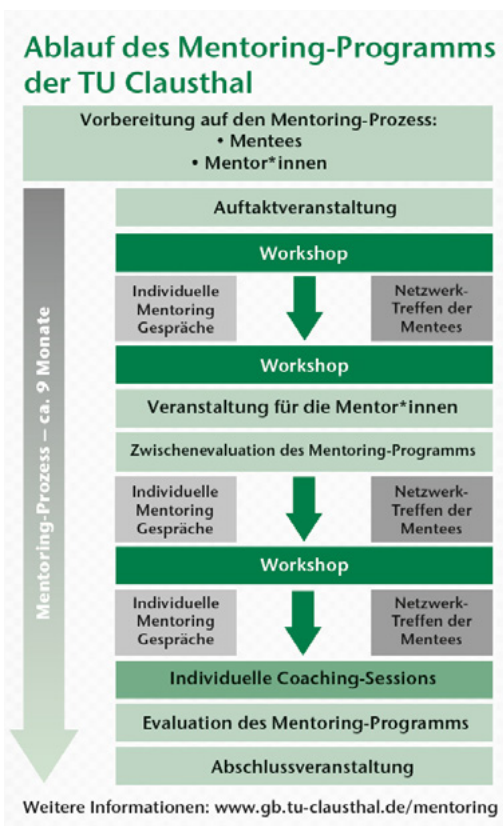 Ablauf des Mentoring-Programms
der TU Clausthal
Vorbereitung auf den Mentoring-Prozess:
• Mentees
• Mentor*innen
Mentoring-Prozess – ca. 9 Monate
Auftaktveranstaltung
Workshop
Individuelle
Mentoring
Gespräche
Netzwerk-
Treffen der
Mentees
Workshop
Veranstaltung für die Mentor*innen
Zwischenevaluation des Mentoring-Programms
Individuelle
Mentoring
Gespräche
Netzwerk-
Treffen der
Mentees
Workshop
Individuelle
Mentoring
Gespräche
Netzwerk-
Treffen der
Mentees
Individuelle Coaching-Sessions
Evaluation des Mentoring-Programms
Abschlussveranstaltung
Weitere Informationen: www.gb.tu-clausthal.de/mentoring